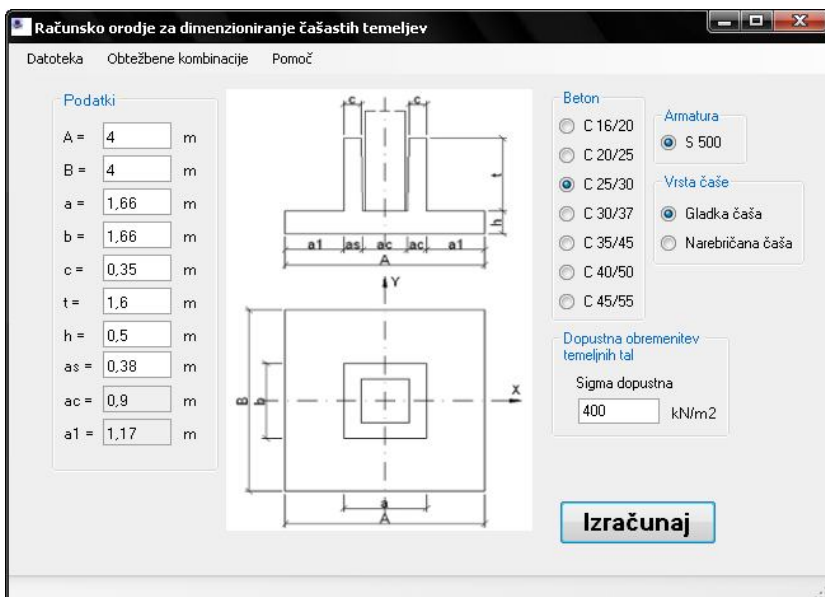 Računsko orodje za dimenzioniranje čašastih temeljev
Datoteka Obtežbene kombinacije Pomoč
Podatki
A = 4 m
B = 4 m
a = 1,66 m
b = 1,66 m
c = 0,35 m
t = 1,6 m
h = 0,5 m
as = 0,38 m
ac = 0,9 m
a1 = 1,17 m
c c
t
h
a1 as ac ac a1
A
Y
X
B b
a
A
Beton
C 16/20
C 20/25
C 25/30
C 30/37
C 35/45
C 40/50
C 45/55
Armatura
S 500
Vrsta čaše
Gladka čaša
Narebričana čaša
Dopustna obremenitev
temeljnih tal
Sigma dopustna
400 kN/m2
Izračunaj